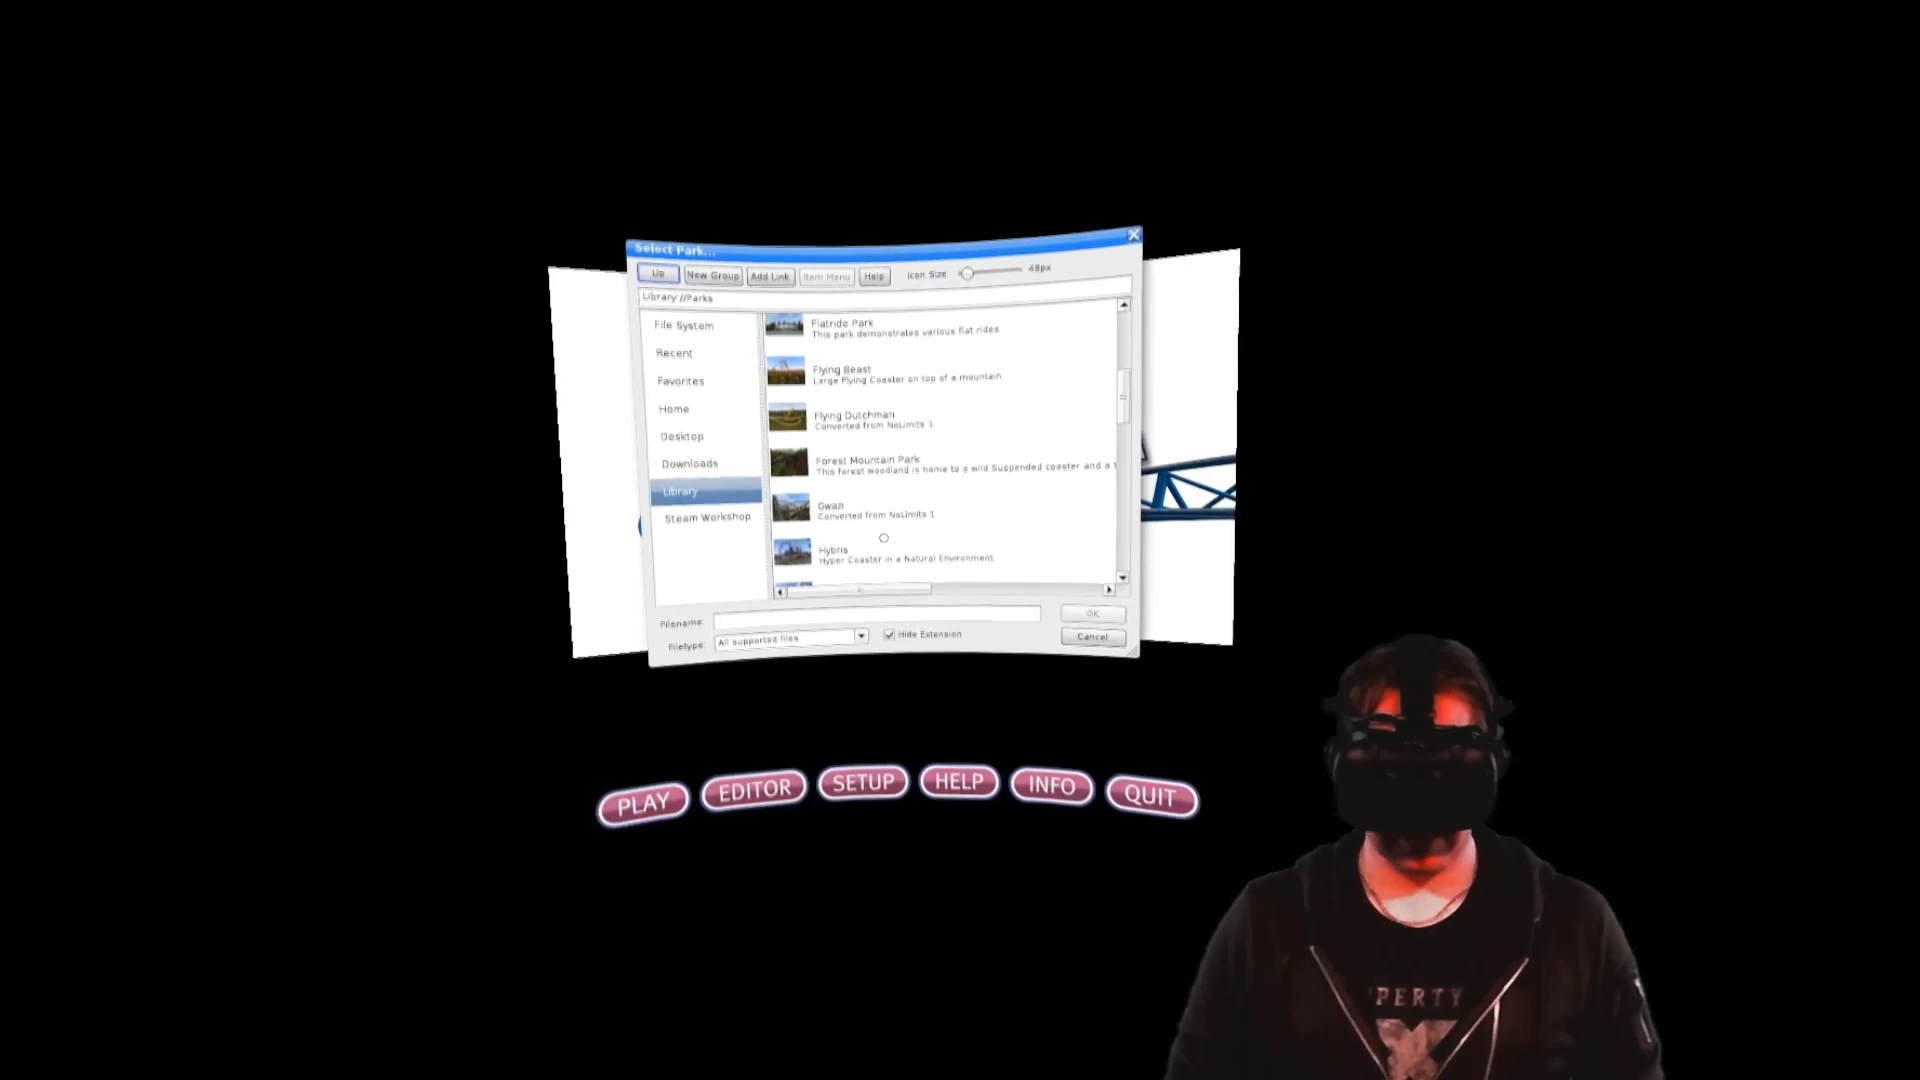 Select Park...
Up
New Group
Add Link
Item Menu
Help
Icon Size:
48px
Library //Parks
File System
Recent
Favorites
Home
Desktop
Downloads
Library
Steam Workshop
Flatride Park
This park demonstrates various flat rides
Flying Beast
Large Flying Coaster on top of a mountain
Flying Dutchman
Converted from NoLimits 1
Forest Mountain Park
This forest woodland is home to a wild Suspended coaster and a
Gwazi
Converted from NoLimits 1
Hybris
Hyper Coaster in a Natural Environment
Filename:
OK
Filetype:
All supported files
Hide Extension
Cancel
PLAY
EDITOR
SETUP
HELP
INFO
QUIT
PERTY